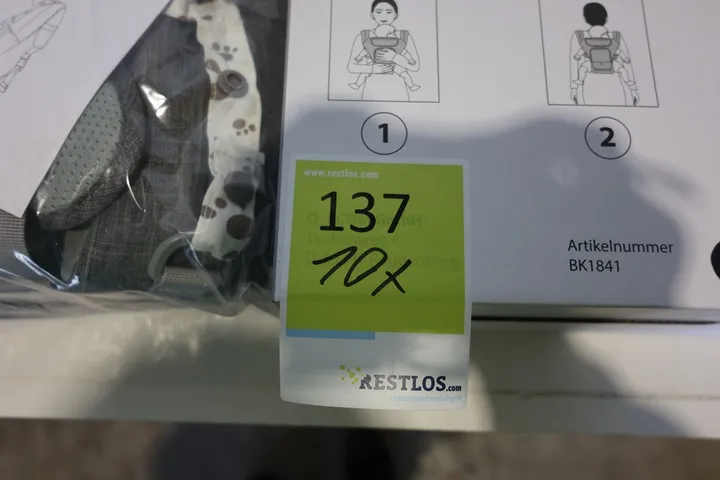 1
2
www.restlos.com
137
10x
Artikelnummer
BK1841
RESTLOS.com